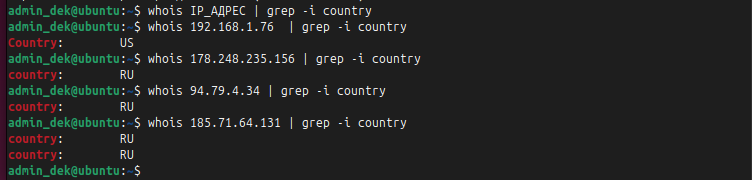 admin_dek@ubuntu:~$ whois IP_АДРЕС | grep -i country
admin_dek@ubuntu:~$ whois 192.168.1.76  | grep -i country
Country:        US
admin_dek@ubuntu:~$ whois 178.248.235.156 | grep -i country
country:        RU
admin_dek@ubuntu:~$ whois 94.79.4.34 | grep -i country
country:        RU
admin_dek@ubuntu:~$ whois 185.71.64.131 | grep -i country
country:        RU
country:        RU
admin_dek@ubuntu:~$